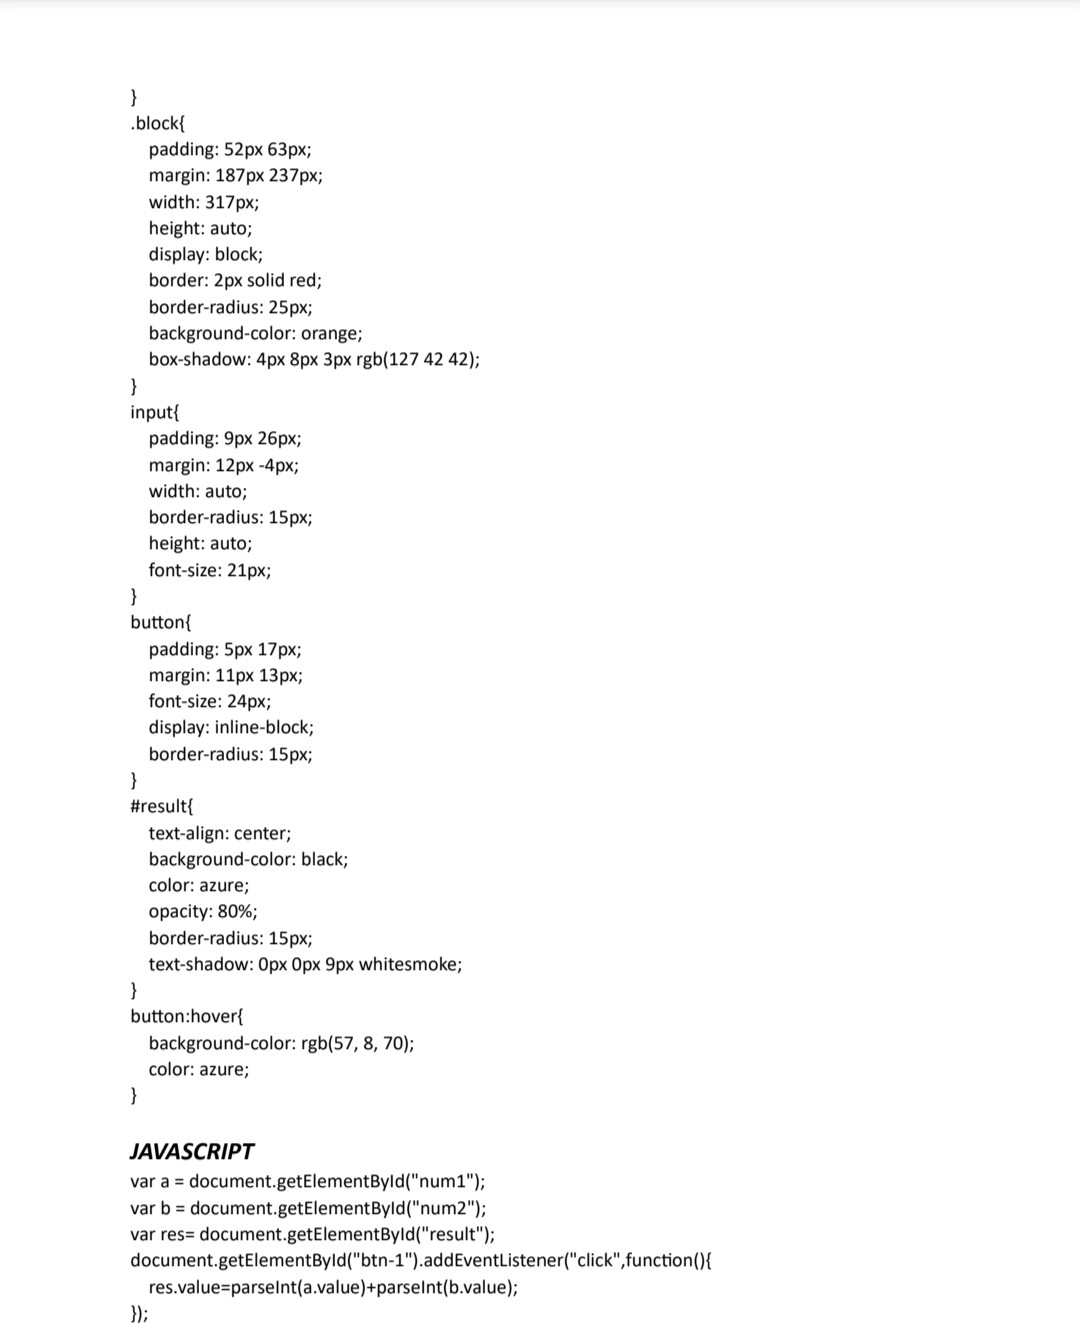 }
.block{
padding: 52px 63px;
margin: 187px 237px;
width: 317px;
height: auto;
display: block;
border: 2px solid red;
border-radius: 25px;
background-color: orange;
box-shadow: 4px 8px 3px rgb(127 42 42);
}
input{
padding: 9px 26px;
margin: 12px -4px;
width: auto;
border-radius: 15px;
height: auto;
font-size: 21px;
}
button{
padding: 5px 17px;
margin: 11px 13px;
font-size: 24px;
display: inline-block;
border-radius: 15px;
}
#result{
text-align: center;
background-color: black;
color: azure;
opacity: 80%;
border-radius: 15px;
text-shadow: 0px 0px 9px whitesmoke;
}
button:hover{
background-color: rgb(57, 8, 70);
color: azure;
}
JAVASCRIPT
var a = document.getElementById("num1");
var b = document.getElementById("num2");
var res= document.getElementById("result");
document.getElementById("btn-1").addEventListener("click",function(){
res.value=parseInt(a.value)+parseInt(b.value);
});